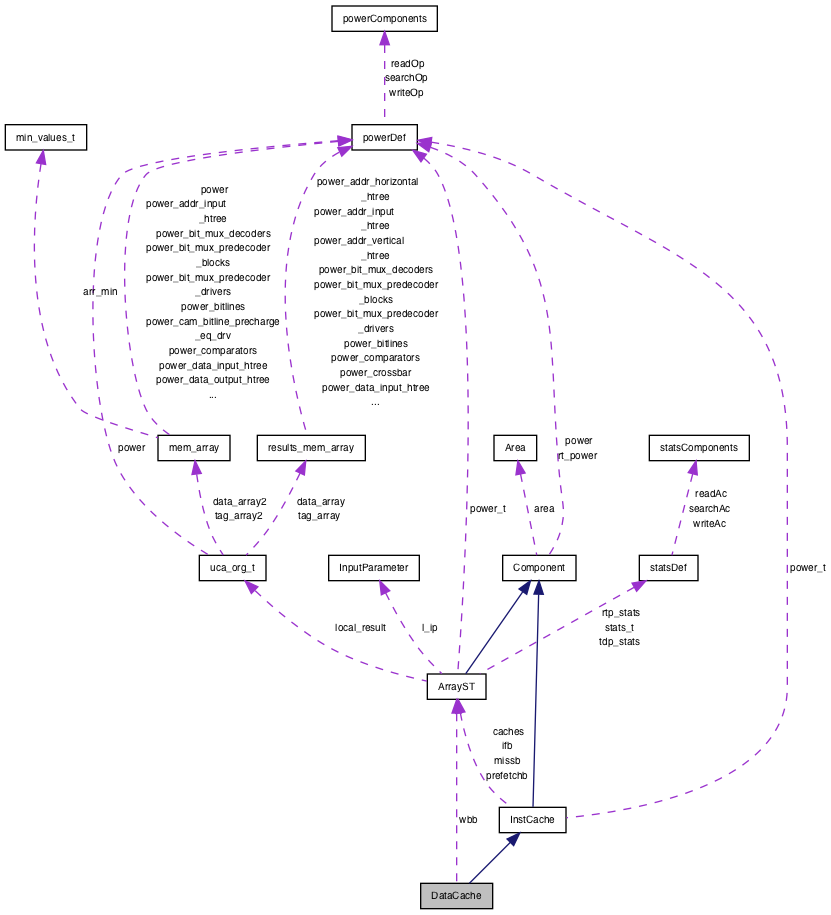 powerComponents
readOp
searchOp
writeOp
min_values_t
powerDef
power
power_addr_input
_htree
power_bit_mux_decoders
power_bit_mux_predecoder
_blocks
power_bit_mux_predecoder
_drivers
power_bitlines
power_cam_bitline_precharge
_eq_drv
power_comparators
power_data_input_htree
power_data_output_htree
...
power_addr_horizontal
_htree
power_addr_input
_htree
power_addr_vertical
_htree
power_bit_mux_decoders
power_bit_mux_predecoder
_blocks
power_bit_mux_predecoder
_drivers
power_bitlines
power_comparators
power_crossbar
power_data_input_htree
...
arr_min
power
mem_array
results_mem_array
Area
statsComponents
power
rt_power
data_array2
tag_array2
data_array
tag_array
power_t
area
readAc
searchAc
writeAc
uca_org_t
InputParameter
Component
statsDef
power_t
local_result
l_ip
rtp_stats
stats_t
tdp_stats
ArrayST
caches
ifb
missb
prefetchb
wbb
InstCache
DataCache